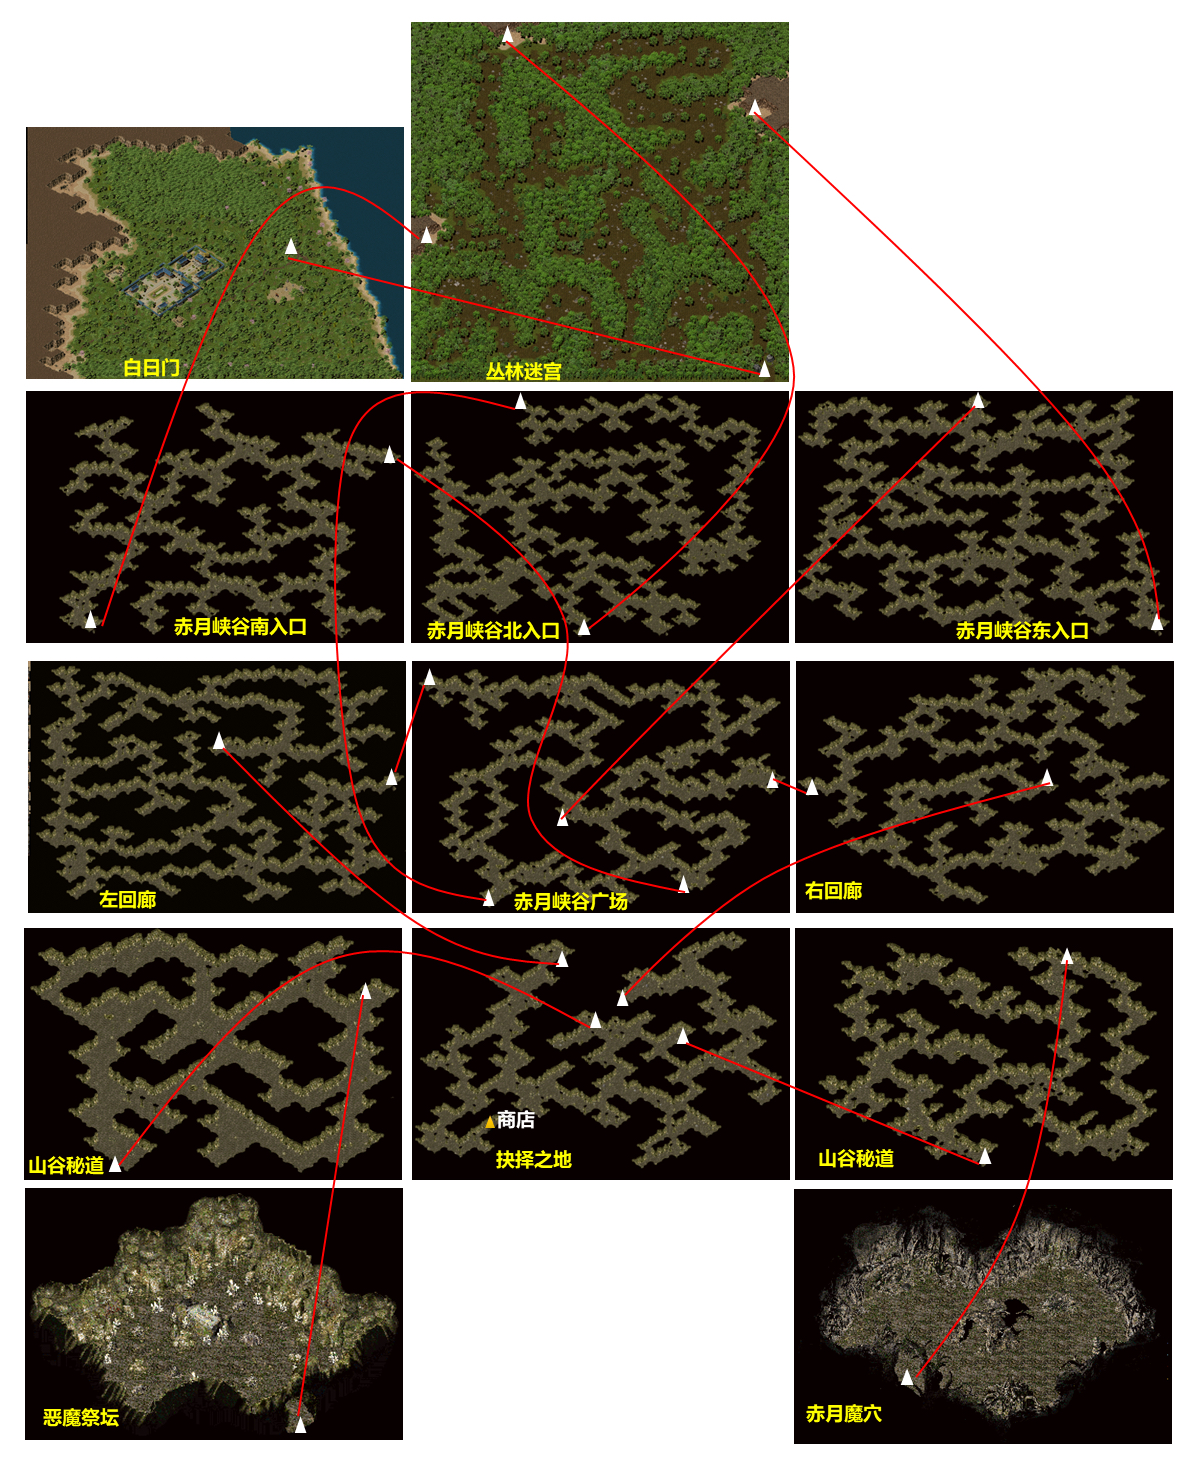 白日门
丛林迷宫
赤月峡谷南入口
赤月峡谷北入口
赤月峡谷东入口
左回廊
赤月峡谷广场
右回廊
商店
山谷秘道
抉择之地
山谷秘道
恶魔祭坛
赤月魔穴